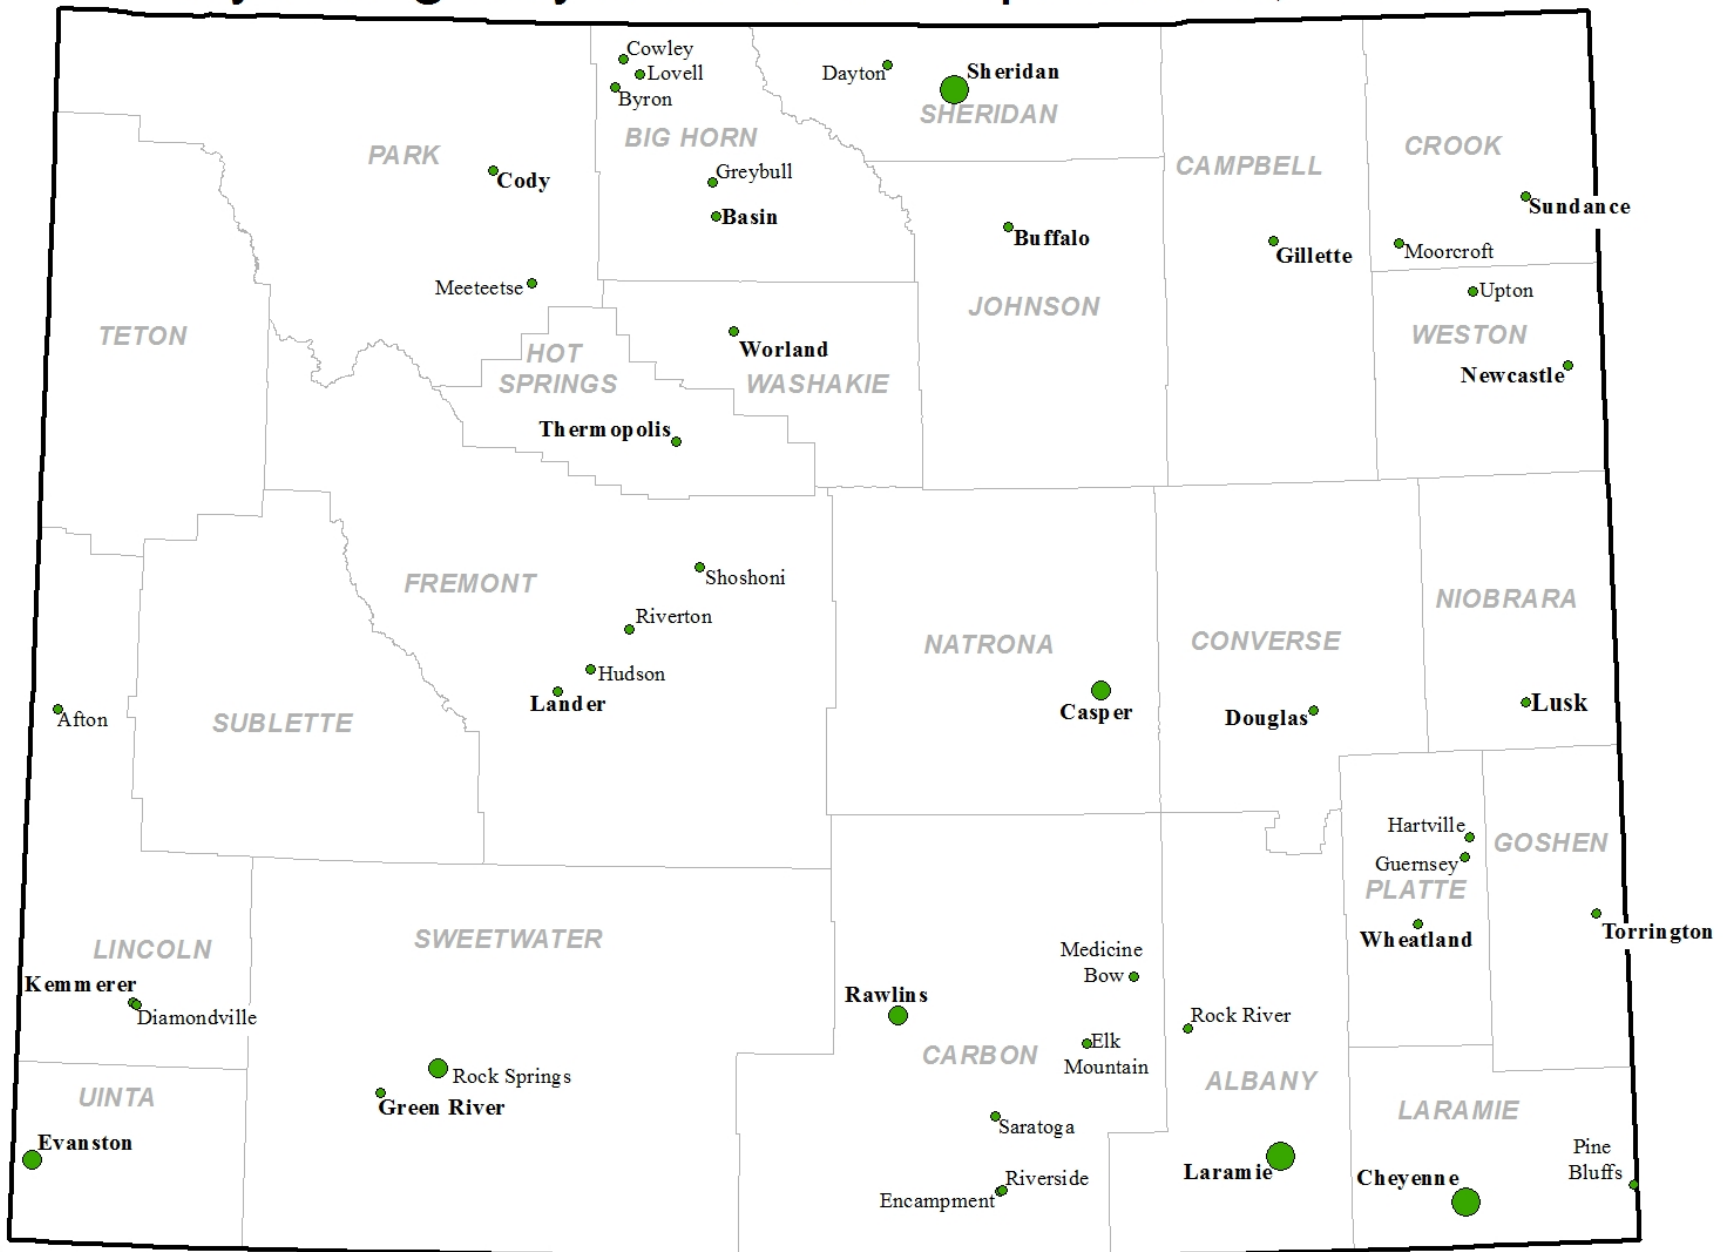 Cowley
Lovell
Byron
Dayton
Sheridan
SHERIDAN
BIG HORN
PARK
Cody
Greybull
Basin
CAMPBELL
CROOK
Sundance
Buffalo
Gillette
Moorcroft
Meeteetse
Upton
JOHNSON
TETON
WESTON
HOT
SPRINGS
Worland
WASHAKIE
Newcastle
Thermopolis
FREMONT
Shoshoni
Riverton
Hudson
Lander
NIOBRARA
NATRONA
CONVERSE
Casper
Douglas
Lusk
Afton
SUBLETTE
Hartville
Guernsey
PLATTE
GOSHEN
Wheatland
Torrington
LINCOLN
SWEETWATER
Kemmerer
Diamondville
Medicine
Bow
Rawlins
Rock River
CARBON
Elk
Mountain
Rock Springs
Green River
UINTA
Evanston
ALBANY
LARAMIE
Saratoga
Riverside
Encampment
Laramie
Cheyenne
Pine
Bluffs